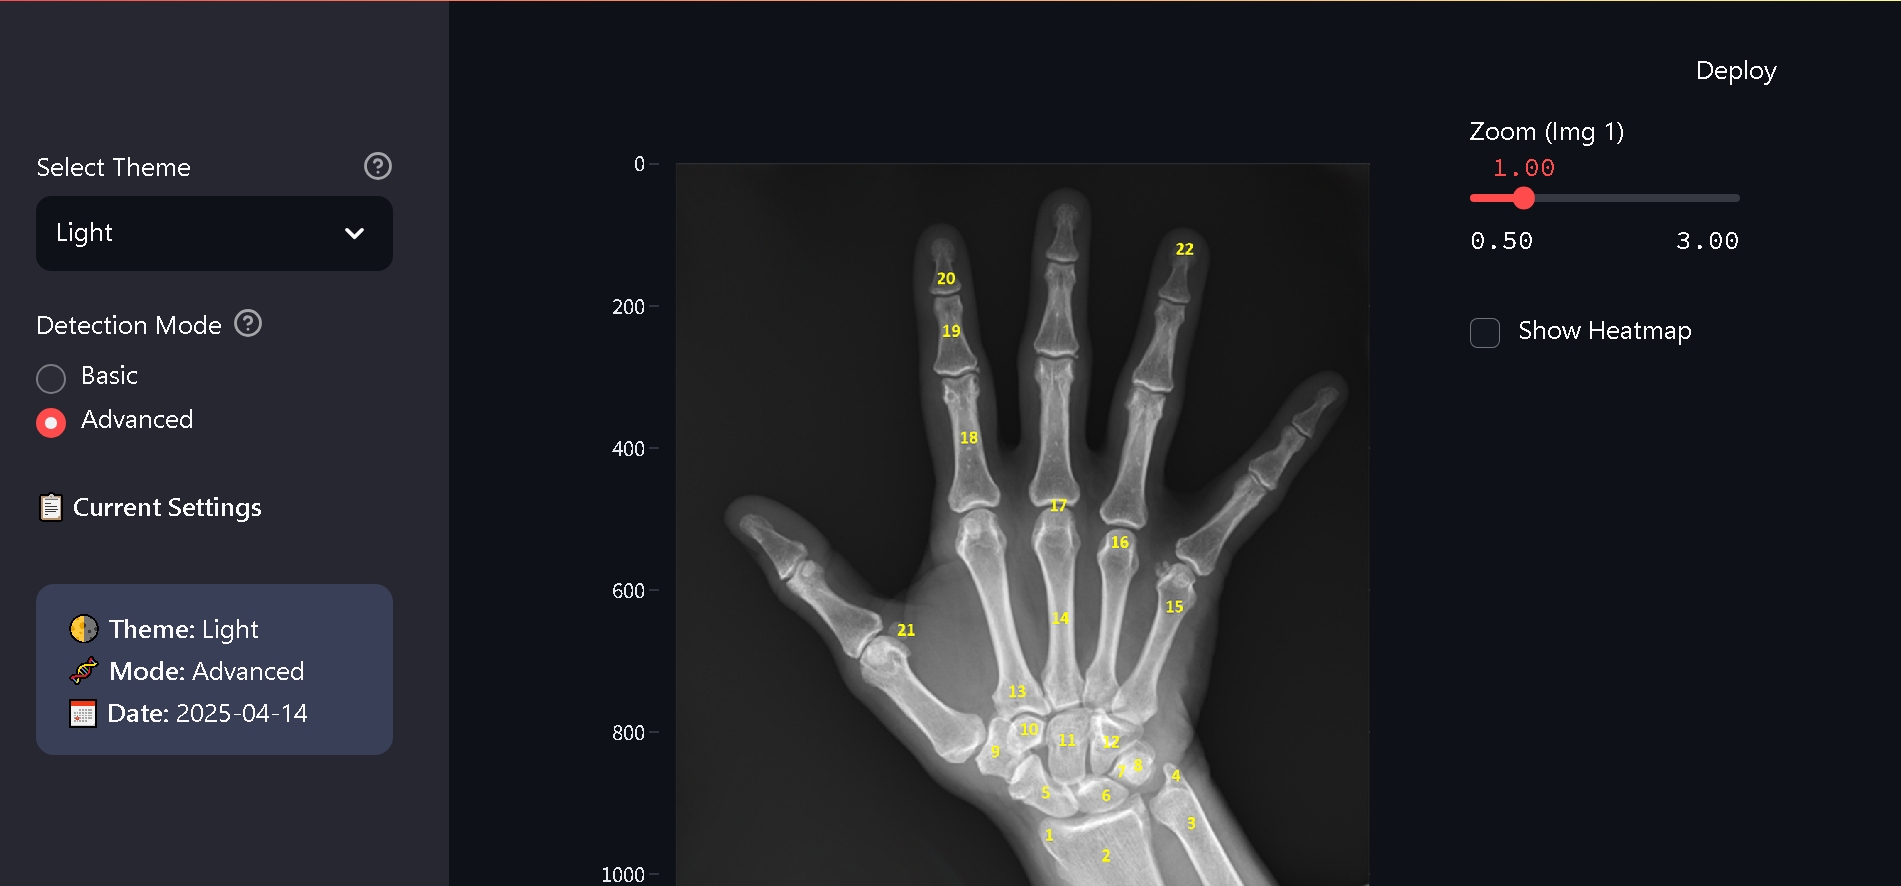 Deploy
Select Theme
Light
Detection Mode
Basic
Advanced
📋 Current Settings
🌗 Theme: Light
🧬 Mode: Advanced
📅 Date: 2025-04-14
0
200
400
600
800
1000
22
20
19
18
17
16
15
14
21
13
10
11
12
9
7
8
4
5
6
3
1
2
Zoom (Img 1)
1.00
0.50 3.00
Show Heatmap